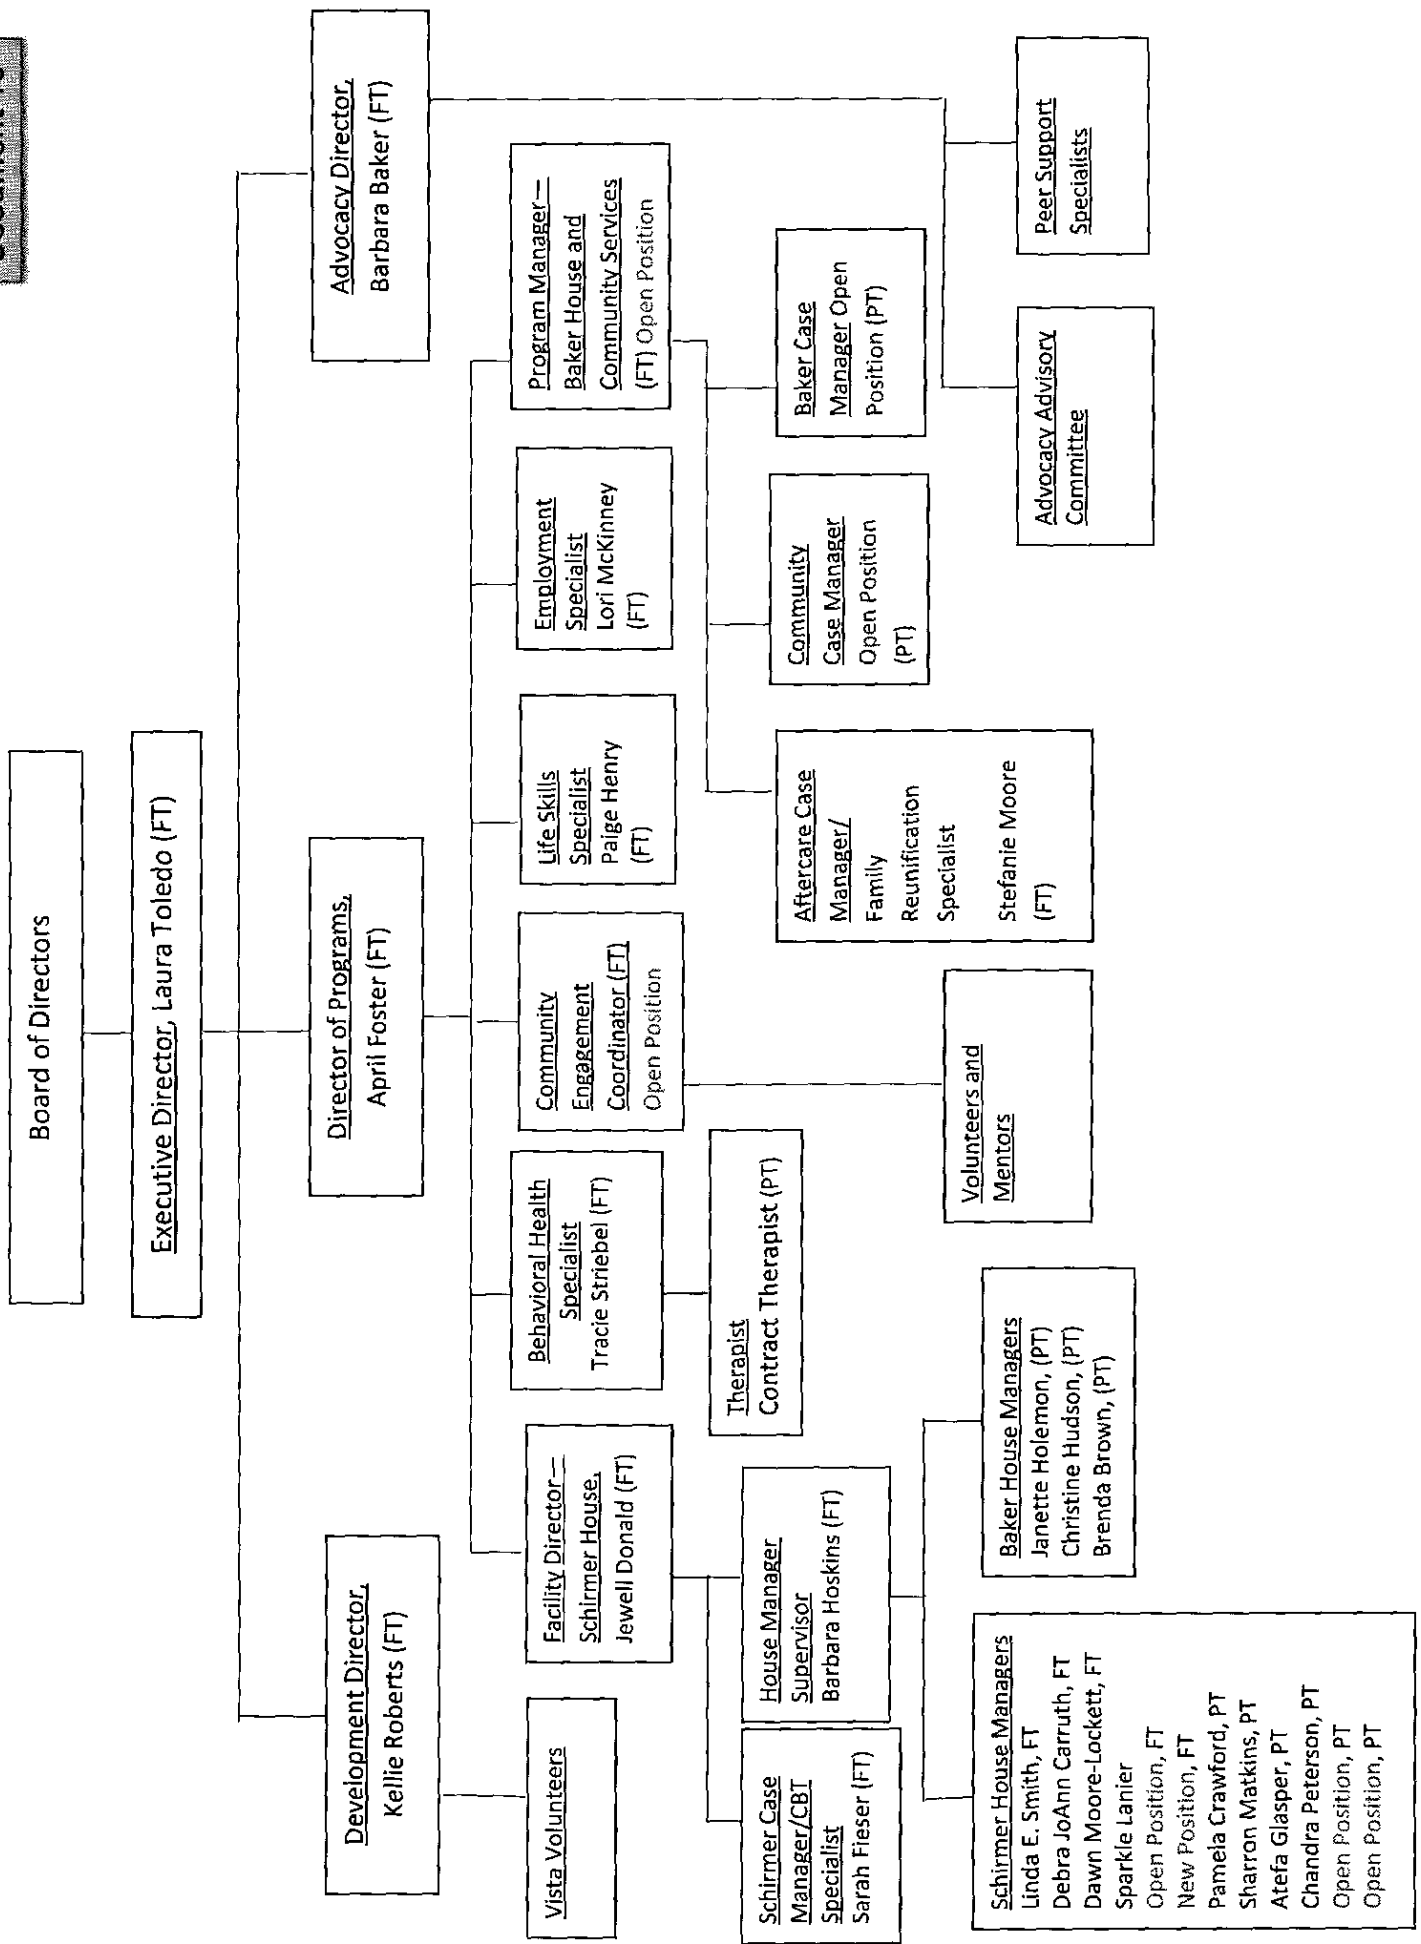 Board of Directors
Executive Director, Laura Toledo (FT)
Development Director,
Kellie Roberts (FT)
Director of Programs,
April Foster (FT)
Advocacy Director,
Barbara Baker (FT)
Vista Volunteers
Facility Director—
Schirmer House,
Jewell Donald (FT)
Behavioral Health
Specialist
Tracie Striebel (FT)
Community
Engagement
Coordinator (FT)
Open Position
Life Skills
Specialist
Paige Henry
(FT)
Employment
Specialist
Lori McKinney
(FT)
Program Manager—
Baker House and
Community Services
(FT) Open Position
Schirmer Case
Manager/CBT
Specialist
Sarah Fieser (FT)
House Manager
Supervisor
Barbara Hoskins (FT)
Therapist
Contract Therapist (PT)
Aftercare Case
Manager/
Family
Reunification
Specialist
Stefanie Moore
(FT)
Community
Case Manager
Open Position
(PT)
Baker Case
Manager Open
Position (PT)
Schirmer House Managers
Linda E. Smith, FT
Debra JoAnn Carruth, FT
Dawn Moore-Lockett, FT
Sparkle Lanier
Open Position, FT
New Position, FT
Pamela Crawford, PT
Sharron Matkins, PT
Atefa Glasper, PT
Chandra Peterson, PT
Open Position, PT
Open Position, PT
Baker House Managers
Janette Holemon, (PT)
Christine Hudson, (PT)
Brenda Brown, (PT)
Volunteers and
Mentors
Advocacy Advisory
Committee
Peer Support
Specialists